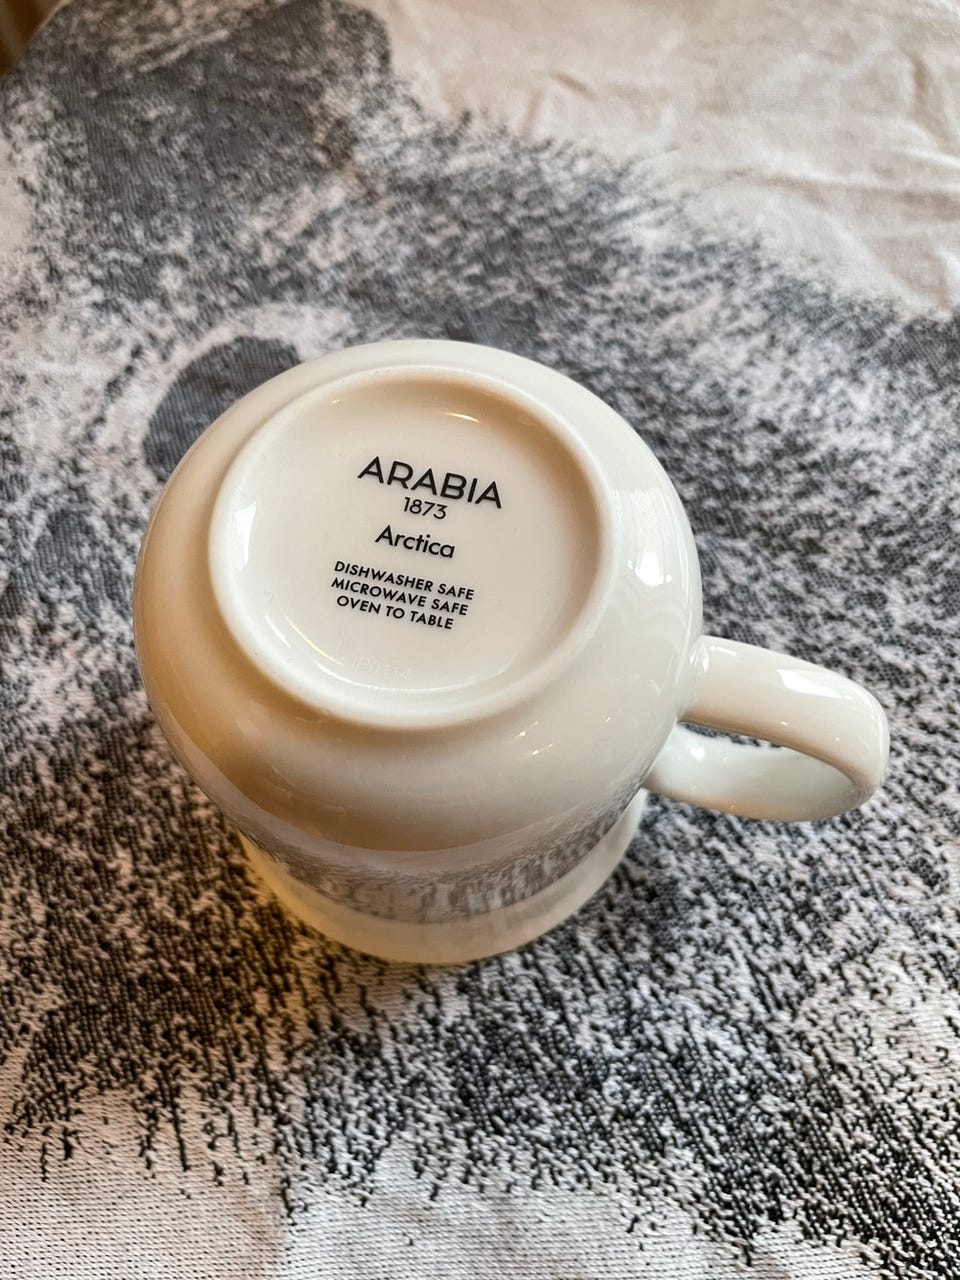 ARABIA
1873
Arctica
DISHWASHER SAFE
MICROWAVE SAFE
OVEN TO TABLE